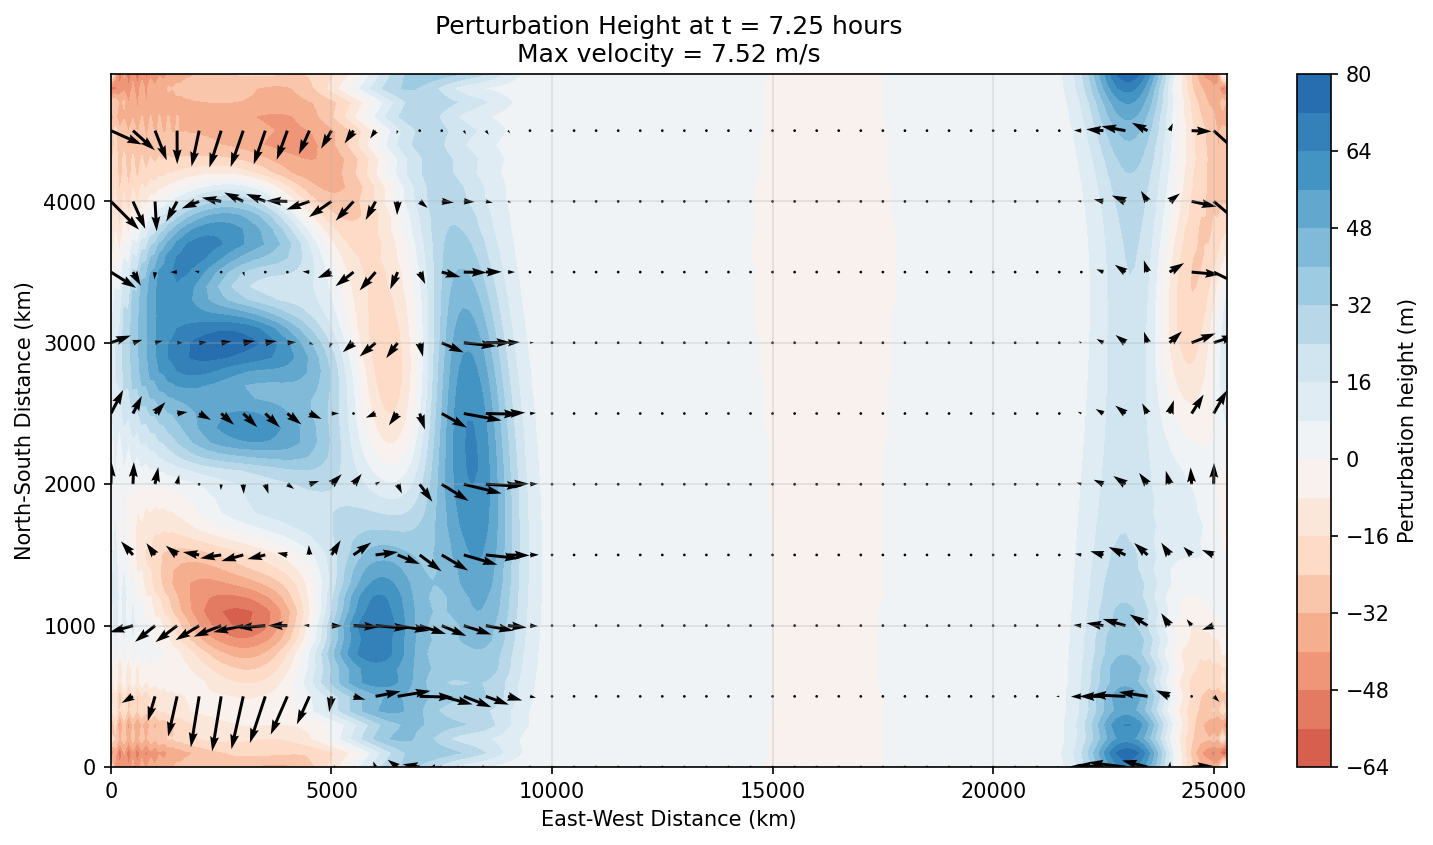 Perturbation Height at t = 7.25 hours
Max velocity = 7.52 m/s
North-South Distance (km)
4000
3000
2000
1000
0
0 5000 10000 15000 20000 25000
East-West Distance (km)
80
64
48
32
16
0
−16
−32
−48
−64
Perturbation height (m)